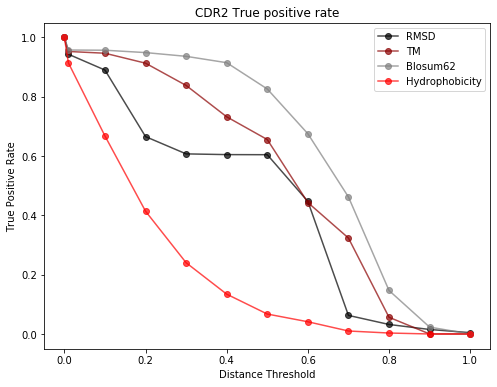 CDR2 True positive rate
RMSD
TM
Blosum62
Hydrophobicity
True Positive Rate
1.0
0.8
0.6
0.4
0.2
0.0
0.0 0.2 0.4 0.6 0.8 1.0
Distance Threshold